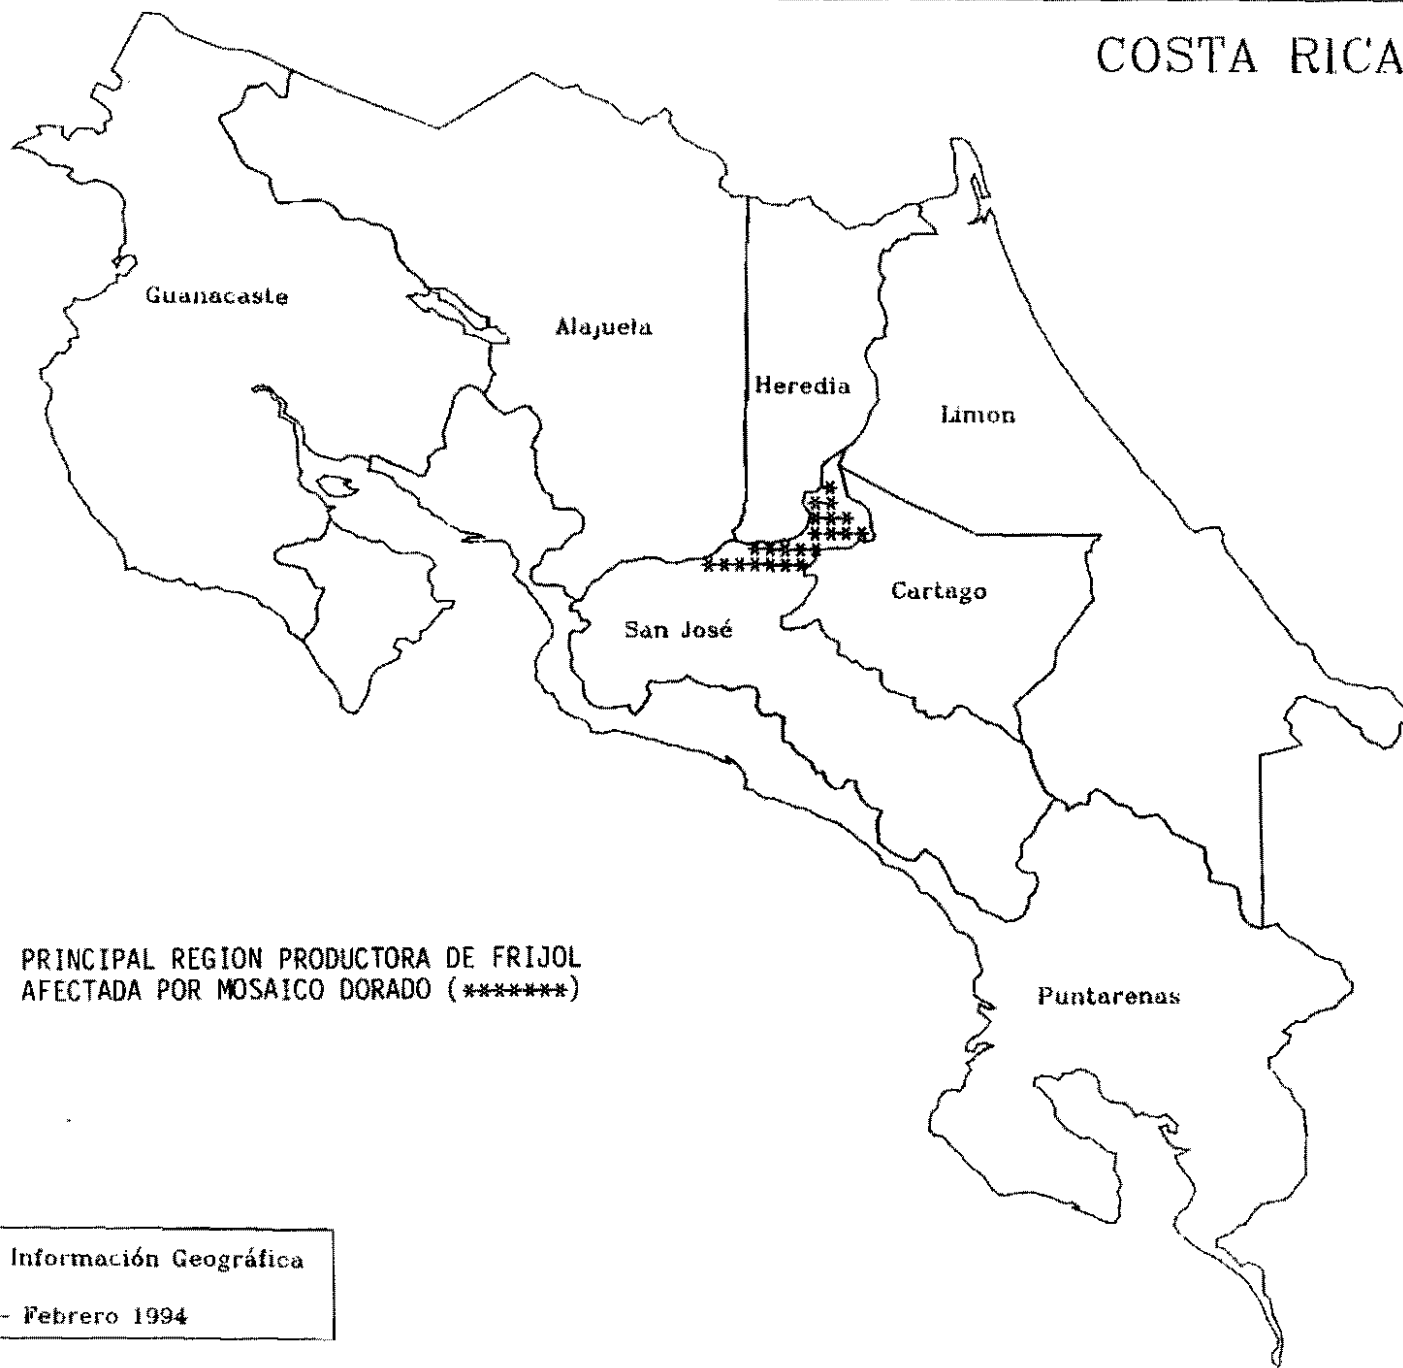 COSTA RICA
Guanacaste
Alajuela
Heredia
Limon
Cartago
San José
PRINCIPAL REGION PRODUCTORA DE FRIJOL
AFECTADA POR MOSAICO DORADO (*******)
Puntarenas
Información Geográfica
- Febrero 1994